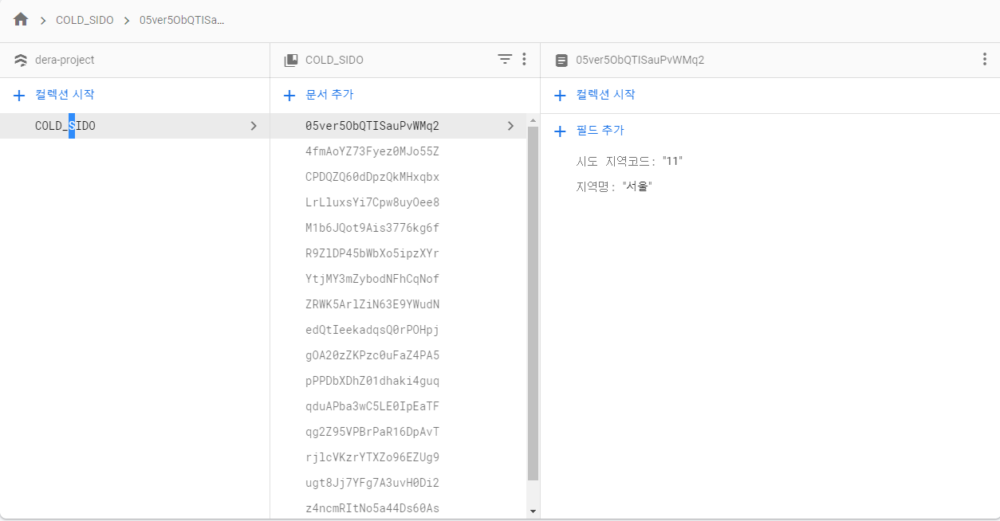 COLD_SIDO
05ver5ObQTISa...
dera-project
COLD_SIDO
05ver5ObQTISauPvWMq2
컬렉션 시작
문서 추가
컬렉션 시작
COLD_SIDO
05ver5ObQTISauPvWMq2
4fmAoYZ73Fyez0MJo55Z
CPDQZQ60dDpzQkMHxqbx
LrLluxsYi7Cpw8uyOee8
M1b6JQot9Ais3776kg6f
R9ZlDP45bWbXo5ipzXYr
YtjMY3mZybodNFhCqNof
ZRWK5ArlZiN63E9YWudN
edQtIeekadqsQ0rPOHpj
gOA20zZKPzc0uFaZ4PA5
pPPDbXDhZ01dhaki4guq
qduAPba3wC5LE0IpEaTF
qg2Z95VPBrPaR16DpAvT
rjlcVKzrYTXZo96EZUg9
ugt8Jj7YFg7A3uvH0Di2
z4ncmRItNo5a44Ds60As
필드 추가
시도 지역코드: "11"
지역명: "서울"